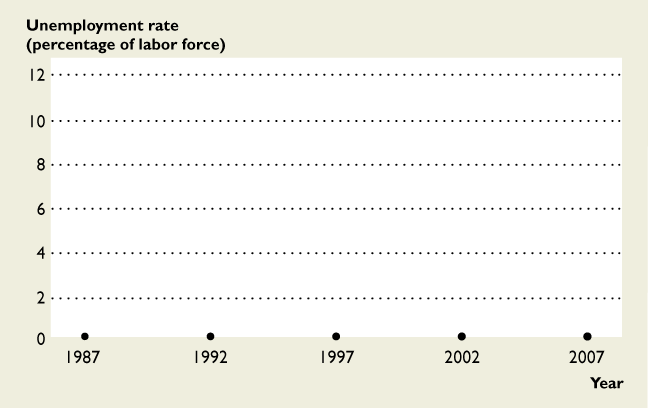 Unemployment rate
(percentage of labor force)
12
10
8
6
4
2
0
1987 1992 1997 2002 2007
Year